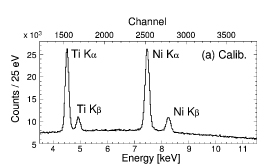 Channel
1500 2000 2500 3000 3500
x 10³
25
20
15
10
5
Counts / 25 eV
Ti Kα
Ni Kα
(a) Calib.
Ti Kβ
Ni Kβ
4 5 6 7 8 9 10 11
Energy [keV]